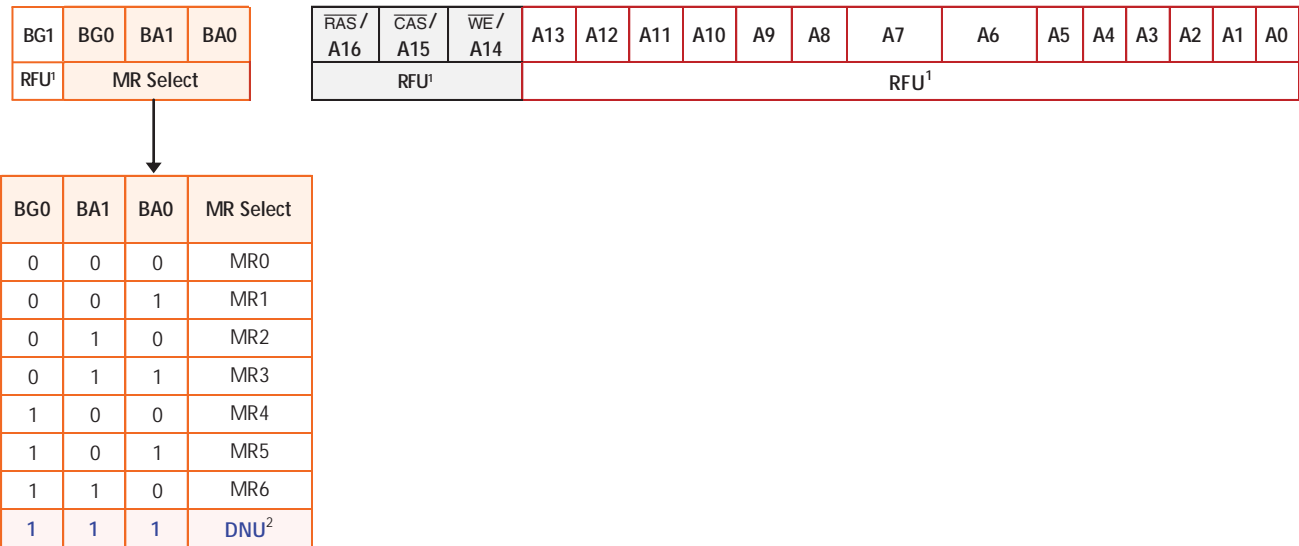 BG1 BG0 BA1 BA0 RAS/ A16 CAS/ A15 WE/ A14 A13 A12 A11 A10 A9 A8 A7 A6 A5 A4 A3 A2 A1 A0
RFU¹ MR Select RFU¹ RFU¹
BG0 BA1 BA0 MR Select
0 0 0 MR0
0 0 1 MR1
0 1 0 MR2
0 1 1 MR3
1 0 0 MR4
1 0 1 MR5
1 1 0 MR6
1 1 1 DNU²